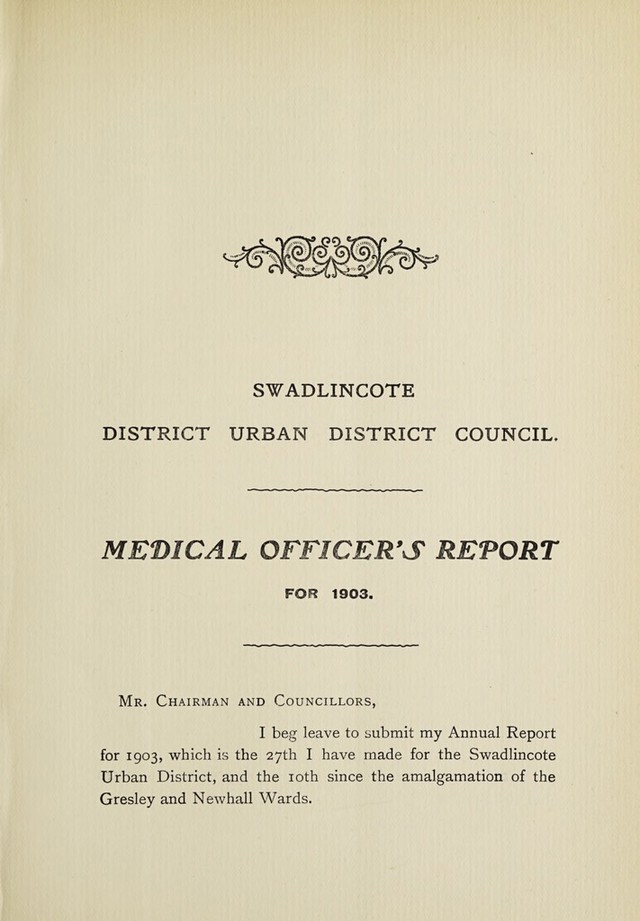 SWADLINCOTE
DISTRICT URBAN DISTRICT COUNCIL.
MEDICAL OFFICER'S REPORT
FOR 1903.
MR. CHAIRMAN AND COUNCILLORS,
I beg leave to submit my Annual Report
for 1903, which is the 27th I have made for the Swadlincote
Urban District, and the 10th since the amalgamation of the
Gresley and Newhall Wards.